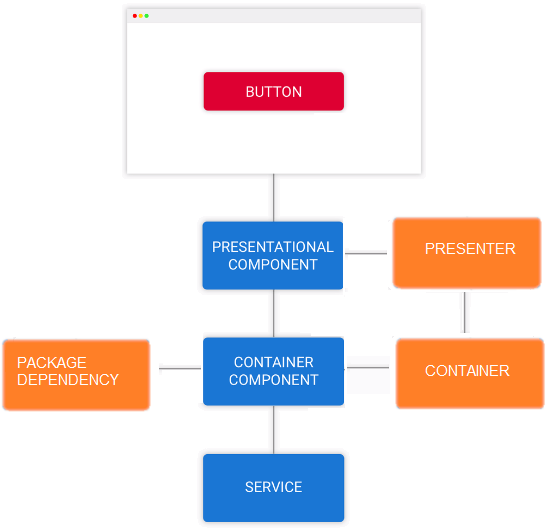 BUTTON
PRESENTATIONAL
COMPONENT
PRESENTER
PACKAGE
DEPENDENCY
CONTAINER
COMPONENT
CONTAINER
SERVICE